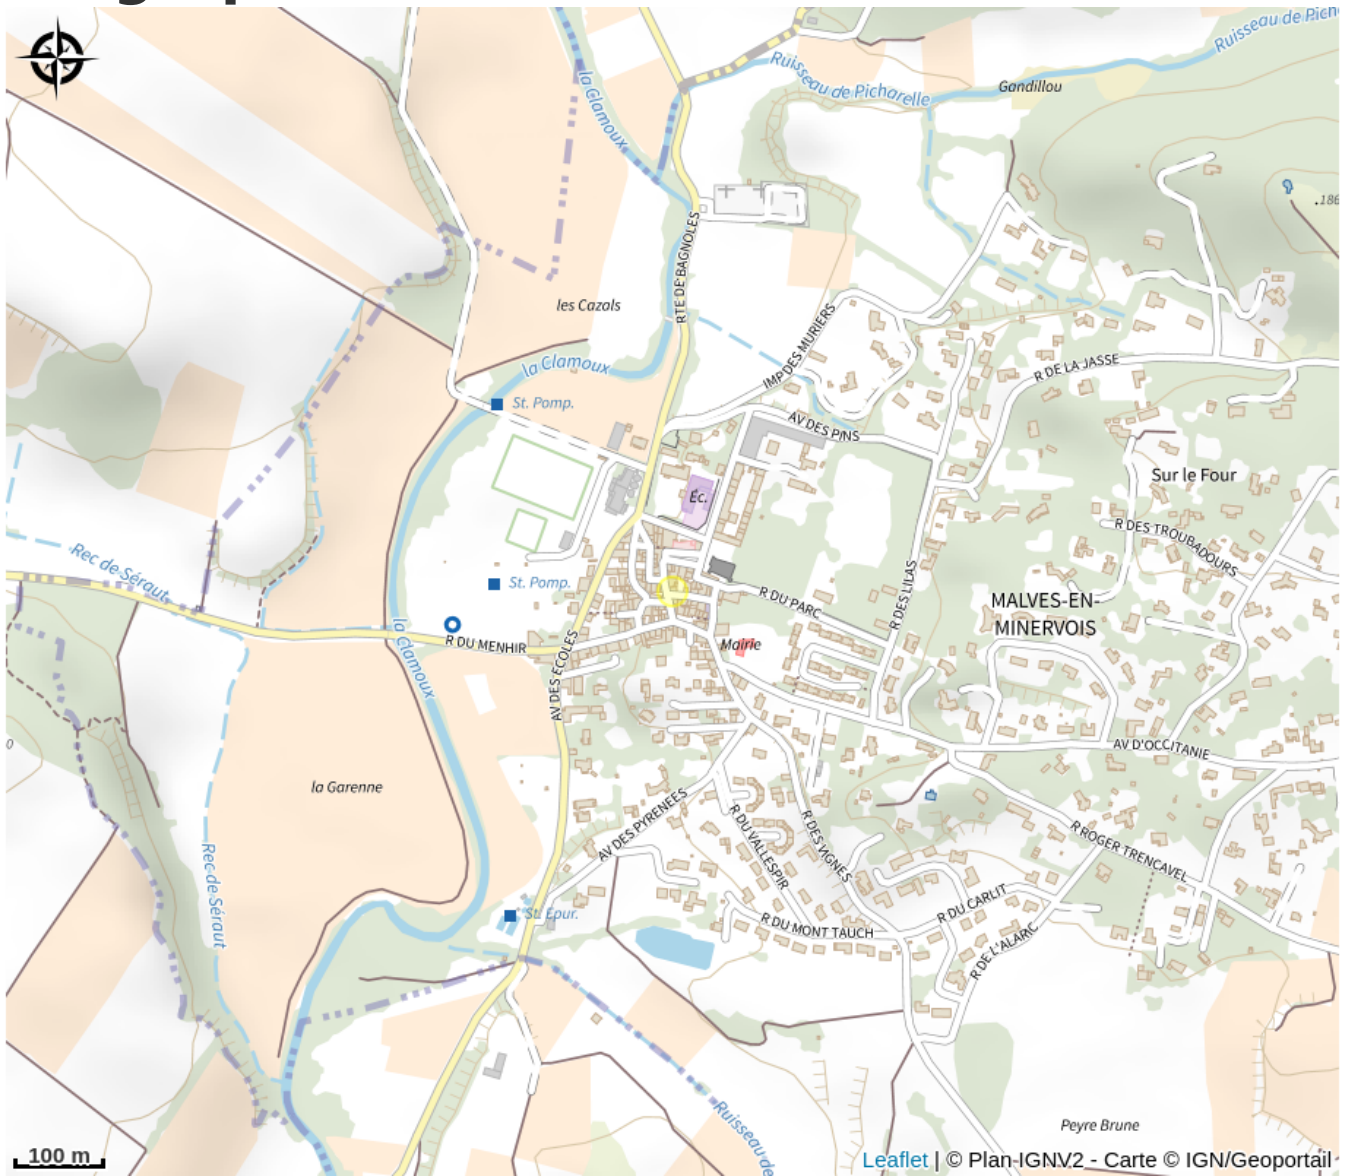 Ruisseau de Pich
la Clamoux
Ruisseau de Picharelle
Gandillou
.186
RTE DE BAGNOLES
les Cazals
IMP DES MURIERS
la Clamoux
R DE LA JASSE
St. Pomp.
AV DES PINS
Sur le Four
Éc.
R DES TROUBADOURS
Rec de Séraut
St. Pomp.
R DU PARC
R DES LILAS
MALVES-EN-
MINERVOIS
la Clamoux
R DU MENHIR
Mairie
AV DES ECOLES
0
AV D'OCCITANIE
la Garenne
AV DES PYRENEES
R DU VALLESPIR
R DES VIGNES
R ROGER TRENCAVEL
Rec de Séraut
St. Epur.
R DU MONT TAUCH
R DU CARLIT
R DE L'ALARC
Ruisseau de
Peyre Brune
100 m
Leaflet | © Plan-IGNV2 - Carte © IGN/Geoportail